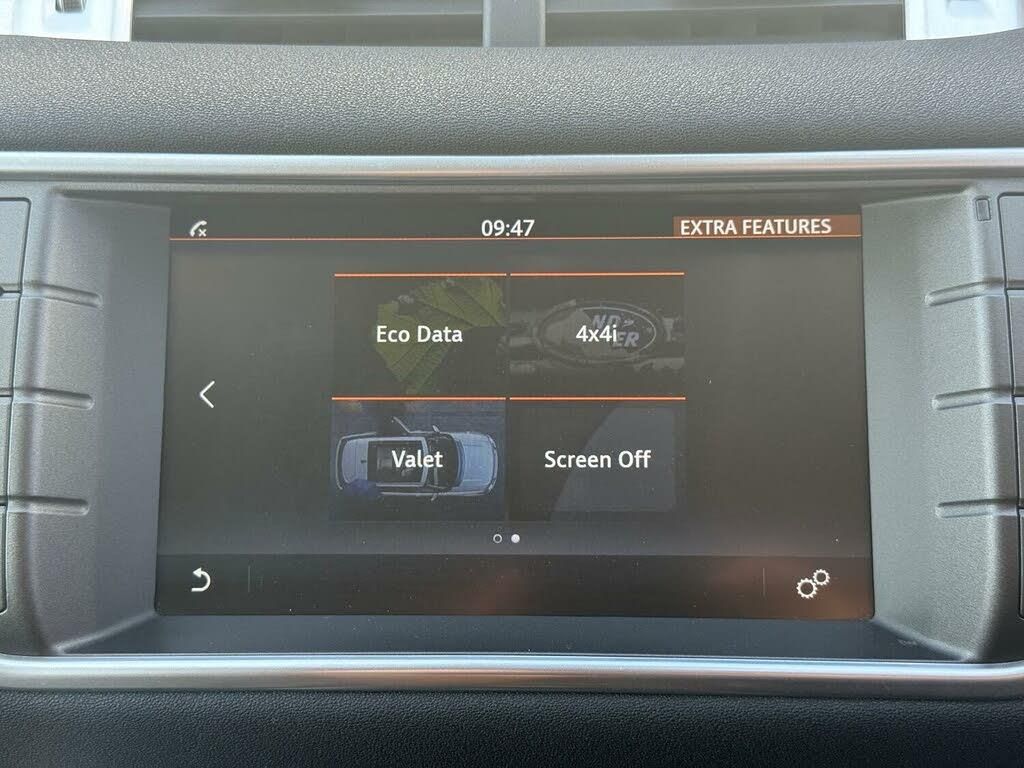 09:47
EXTRA FEATURES
Eco Data
4x4i
Valet
Screen Off